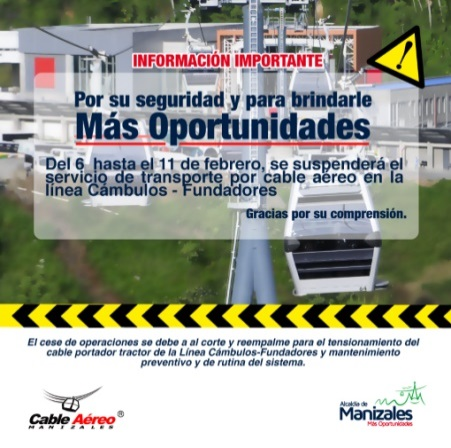 INFORMACIÓN IMPORTANTE
Por su seguridad y para brindarle
Más Oportunidades
Del 6 hasta el 11 de febrero, se suspenderá el
servicio de transporte por cable aéreo en la
línea Cámbulos - Fundadores
Gracias por su comprensión.
El cese de operaciones se debe a al corte y reempalme para el tensionamiento del
cable portador tractor de la Línea Cámbulos-Fundadores y mantenimiento
preventivo y de rutina del sistema.
Cable Aéreo ®
MANIZALES
Alcaldía de
Manizales
Más Oportunidades